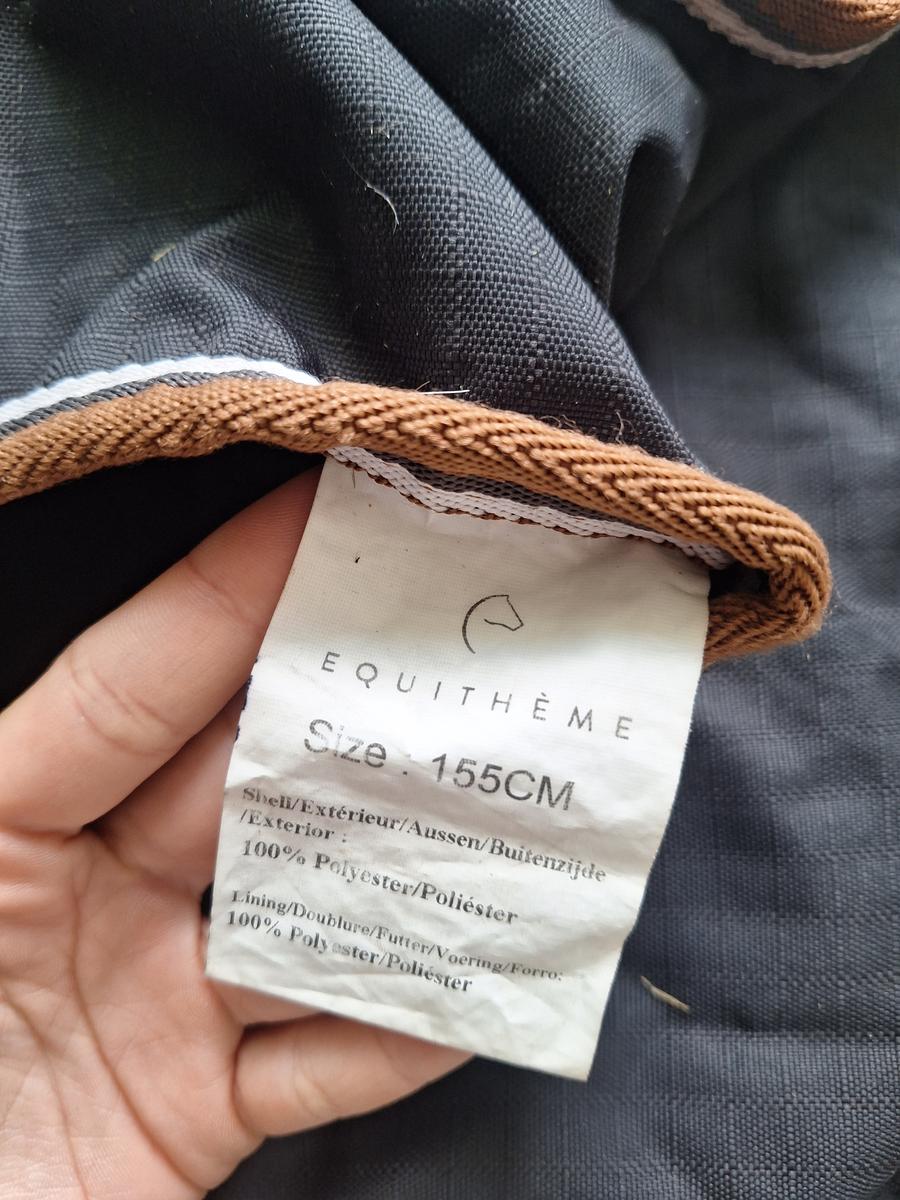 EQUITHÈME
Size : 155CM
Shell/Extérieur/Aussen/Buitenzijde
/Exterior :
100% Polyester/Poliéster
Lining/Doublure/Futter/Voering/Forro:
100% Polyester/Poliéster